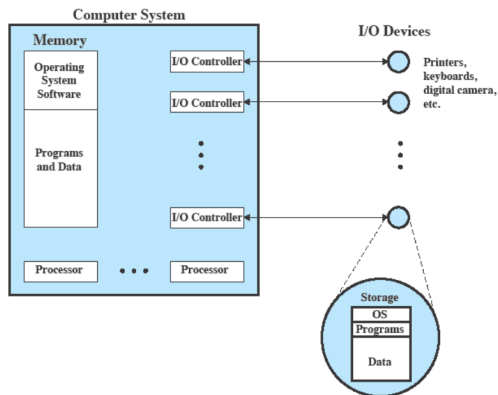 Computer System
Memory
Operating
System
Software
Programs
and Data
I/O Controller
I/O Controller
I/O Controller
Processor
Processor
I/O Devices
Printers,
keyboards,
digital camera,
etc.
Storage
OS
Programs
Data